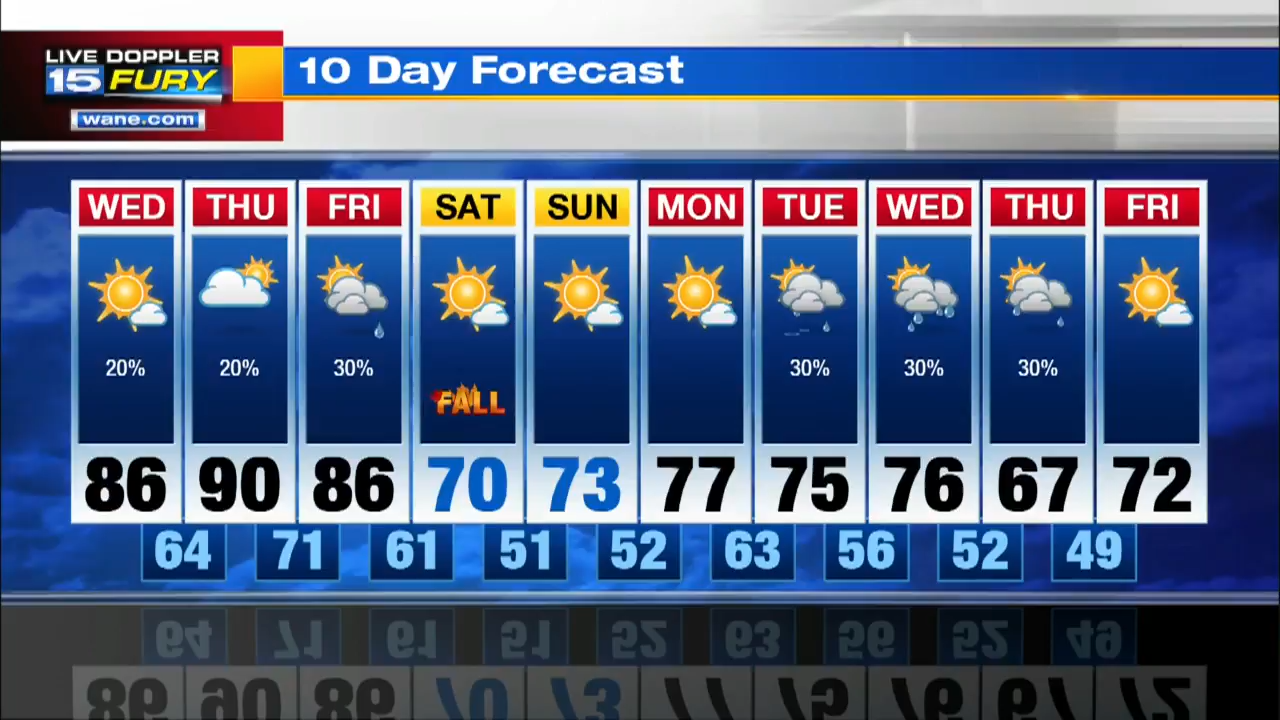 LIVE DOPPLER
15 FURY
wane.com
10 Day Forecast
WED THU FRI SAT SUN MON TUE WED THU FRI
20% 20% 30% 30% 30% 30%
FALL
86 90 86 70 73 77 75 76 67 72
64 71 61 51 52 63 56 52 49